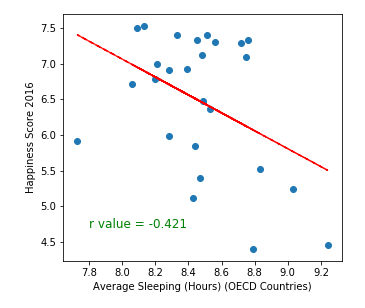 7.5
7.0
6.5
6.0
5.5
5.0
4.5
Happiness Score 2016
r value = -0.421
7.8 8.0 8.2 8.4 8.6 8.8 9.0 9.2
Average Sleeping (Hours) (OECD Countries)